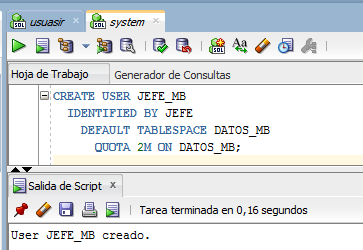 usuasir
system
Hoja de Trabajo
Generador de Consultas
CREATE USER JEFE_MB
IDENTIFIED BY JEFE
DEFAULT TABLESPACE DATOS_MB
QUOTA 2M ON DATOS_MB;
Salida de Script
Tarea terminada en 0,16 segundos
User JEFE_MB creado.